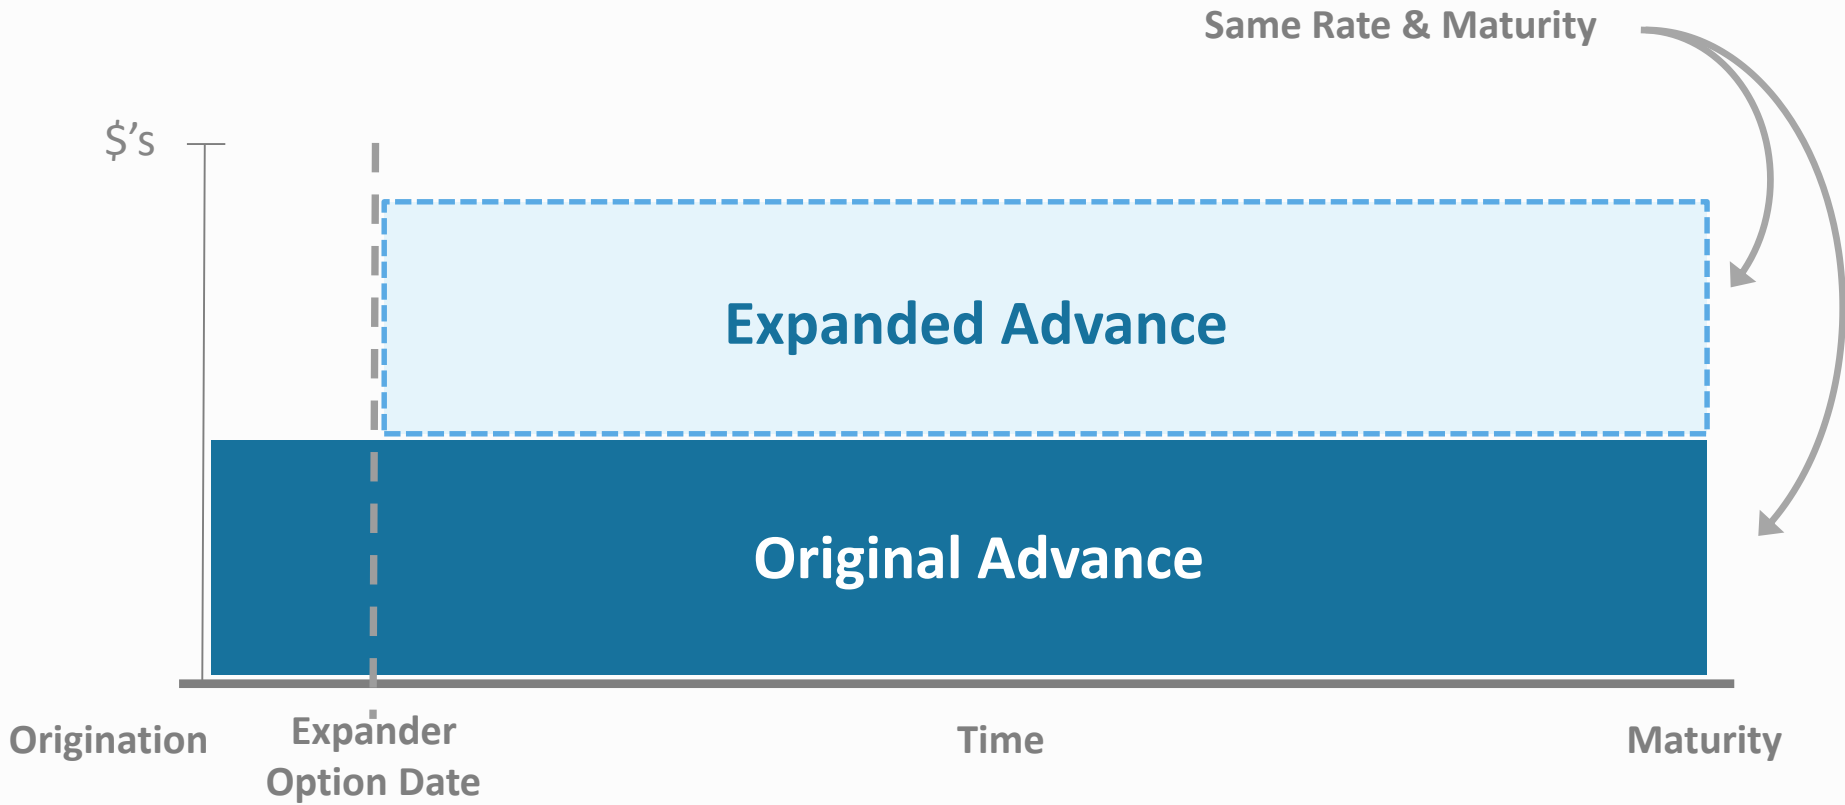 Same Rate & Maturity
$’s
Expanded Advance
Original Advance
Origination
Expander
Option Date
Time
Maturity